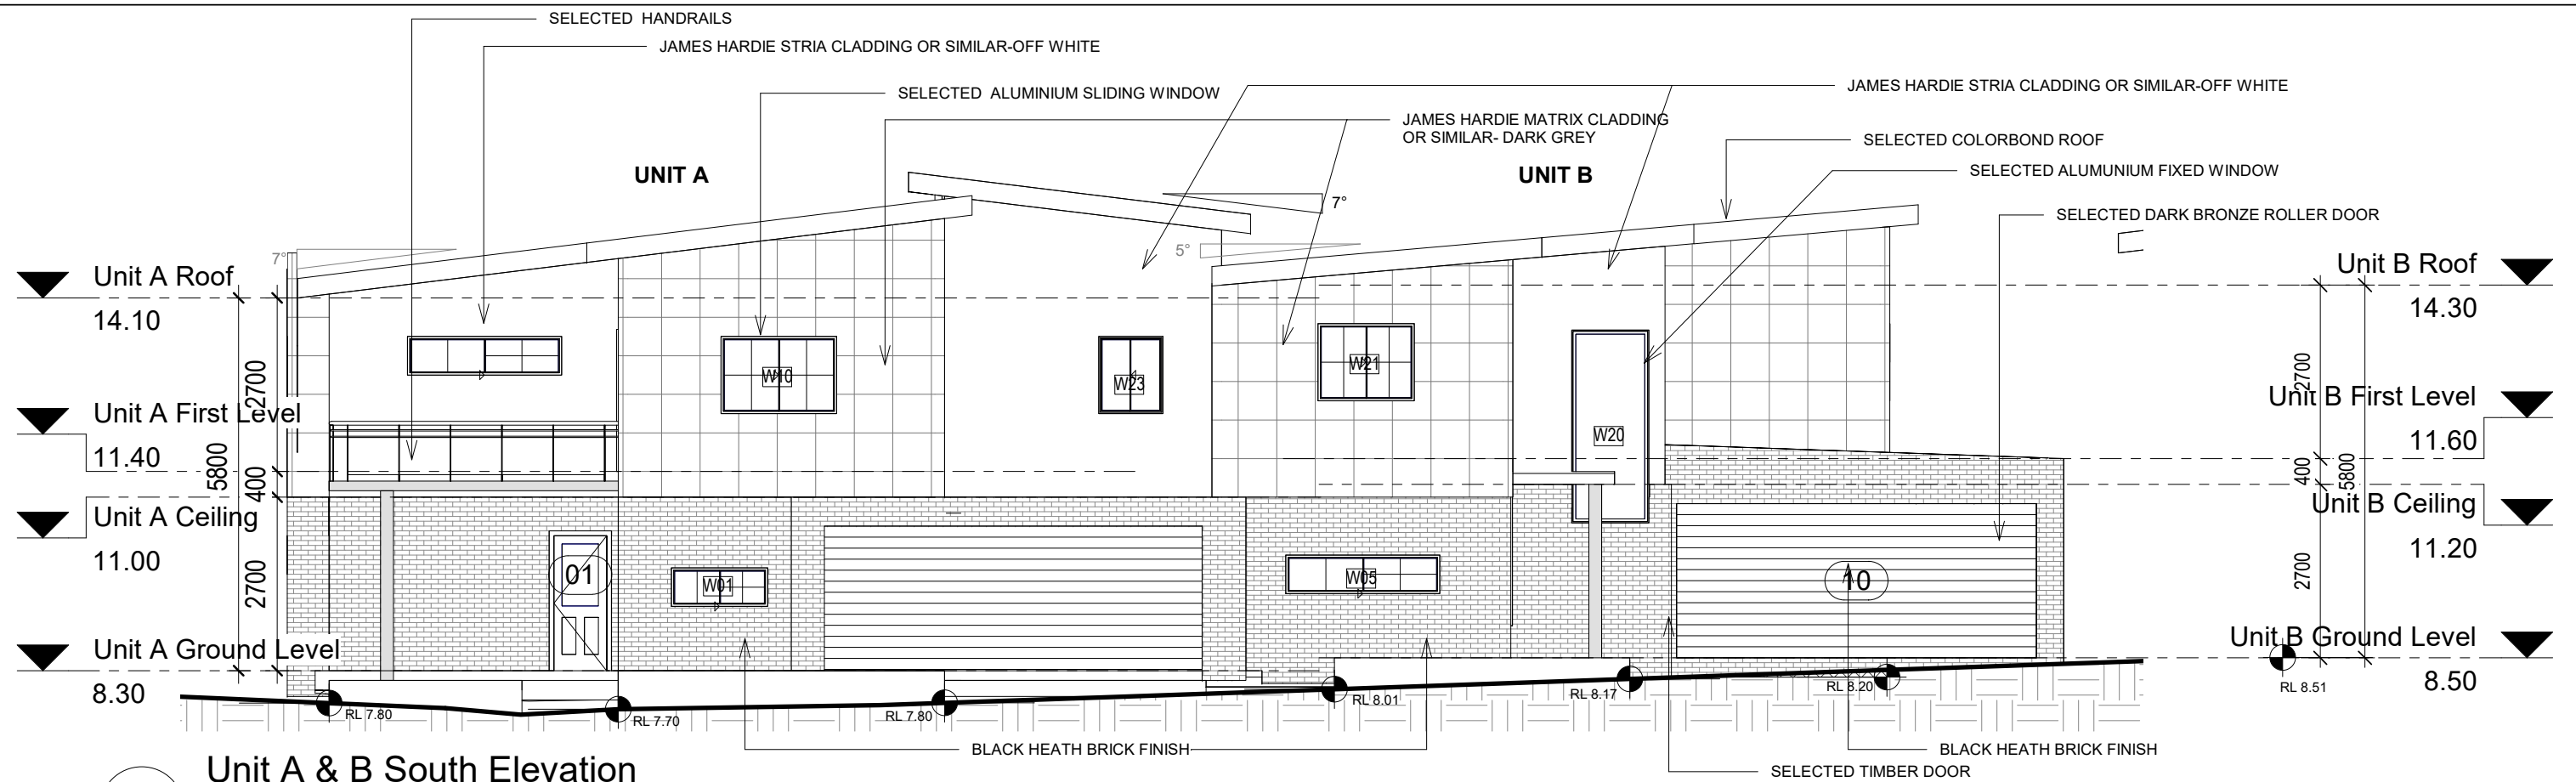 SELECTED HANDRAILS
JAMES HARDIE STRIA CLADDING OR SIMILAR-OFF WHITE
SELECTED ALUMINIUM SLIDING WINDOW
JAMES HARDIE STRIA CLADDING OR SIMILAR-OFF WHITE
JAMES HARDIE MATRIX CLADDING
OR SIMILAR- DARK GREY
SELECTED COLORBOND ROOF
UNIT A
UNIT B
SELECTED ALUMUNIUM FIXED WINDOW
7°
SELECTED DARK BRONZE ROLLER DOOR
5°
7°
Unit A Roof
14.10
Unit B Roof
14.30
2700
2700
W10
W23
W21
W20
Unit A First Level
11.40
Unit B First Level
11.60
5800
400
400
5800
Unit A Ceiling
11.00
Unit B Ceiling
11.20
2700
2700
01
W01
W05
10
Unit A Ground Level
8.30
Unit B Ground Level
8.50
RL 7.80
RL 7.70
RL 7.80
RL 8.01
RL 8.17
RL 8.20
RL 8.51
BLACK HEATH BRICK FINISH
BLACK HEATH BRICK FINISH
SELECTED TIMBER DOOR
Unit A & B South Elevation